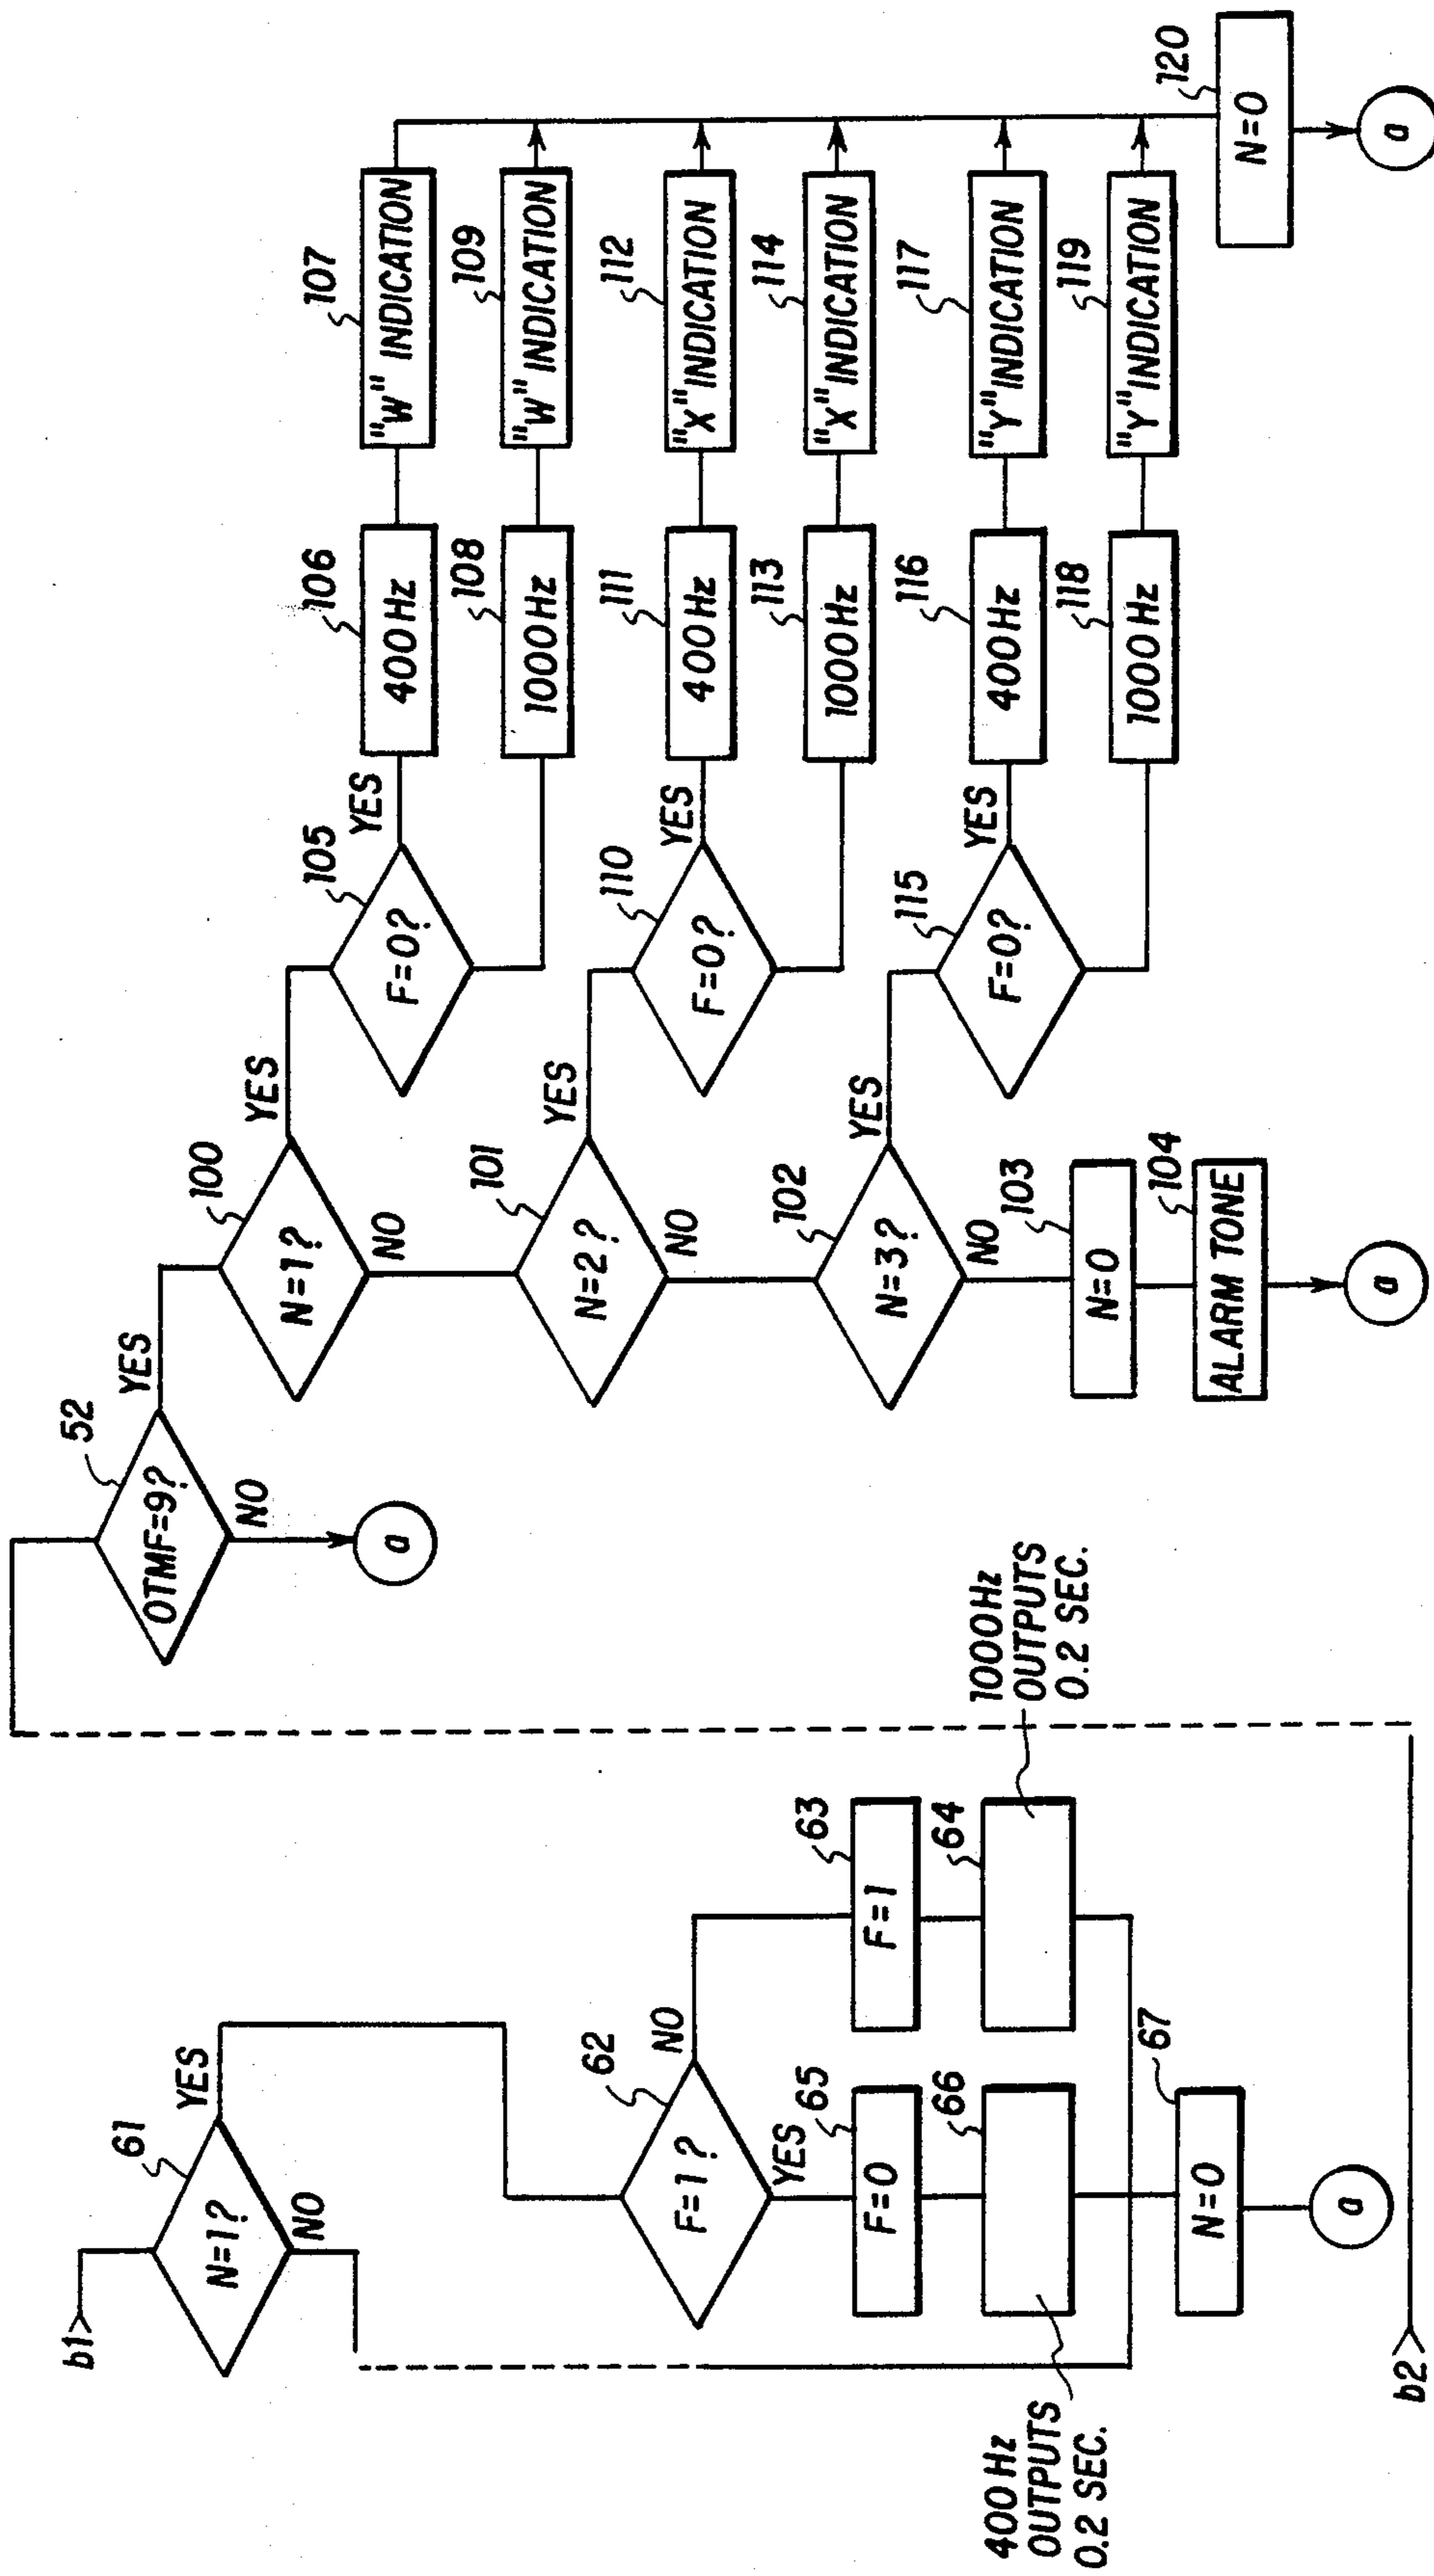 b1>
N=1?
61
YES
NO
F=1?
62
NO
YES
F=1
63
64
1000Hz
OUTPUTS
0.2 SEC.
F=0
65
66
400Hz
OUTPUTS
0.2 SEC.
N=0
67
a
b2>
OTMF=9?
52
YES
NO
a
N=1?
100
YES
NO
N=2?
101
YES
NO
N=3?
102
YES
NO
N=0
103
ALARM TONE
104
a
F=0?
105
YES
400Hz
106
"W" INDICATION
107
1000Hz
108
"W" INDICATION
109
F=0?
110
YES
400Hz
111
"X" INDICATION
112
1000Hz
113
"X" INDICATION
114
F=0?
115
YES
400Hz
116
"Y" INDICATION
117
1000Hz
118
"Y" INDICATION
119
N=0
120
a